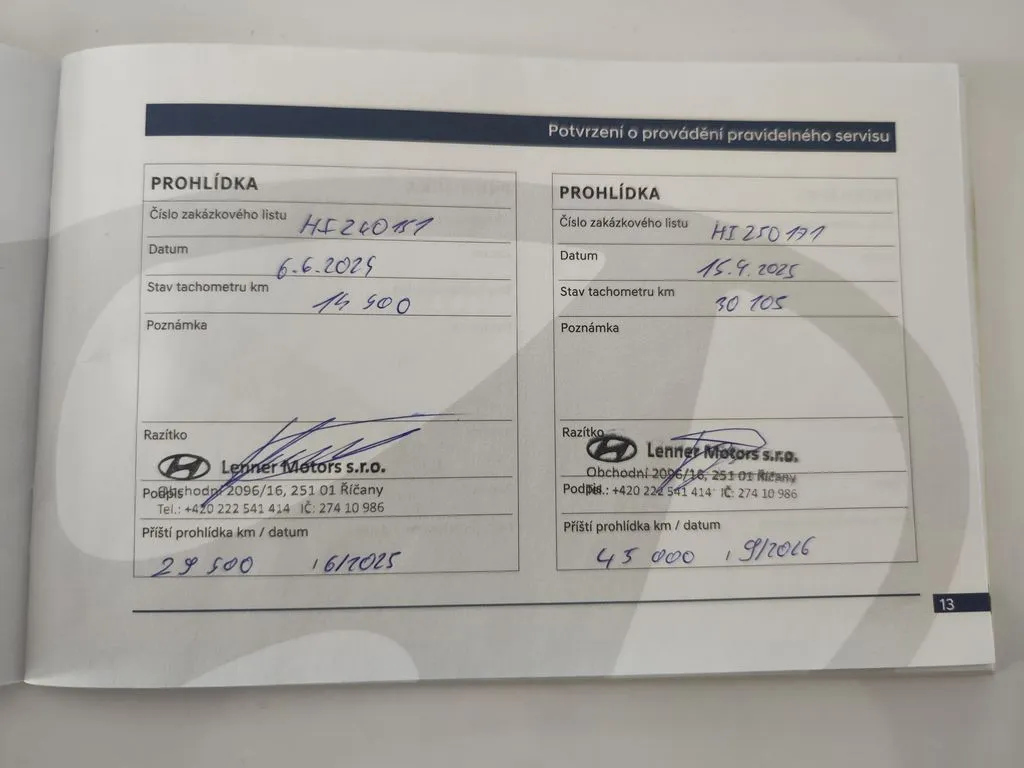 Potvrzení o provádění pravidelného servisu
PROHLÍDKA
Číslo zakázkového listu
Datum 6.6.2024
Stav tachometru km 14 500
Poznámka
Razítko
Lenner Motors s.r.o.
Obchodní 2096/16, 251 01 Říčany
Podpis
Tel.: +420 222 541 414 IČ: 274 10 986
Příští prohlídka km / datum
29 500 , 6/2025
PROHLÍDKA
Číslo zakázkového listu HI250171
Datum 15.9.2025
Stav tachometru km 30 105
Poznámka
Razítko
Lenner Motors s.r.o.
Obchodní 2096/16, 251 01 Říčany
Podpis
Tel.: +420 222 541 414 IČ: 274 10 986
Příští prohlídka km / datum
45 000 , 9/2026
13